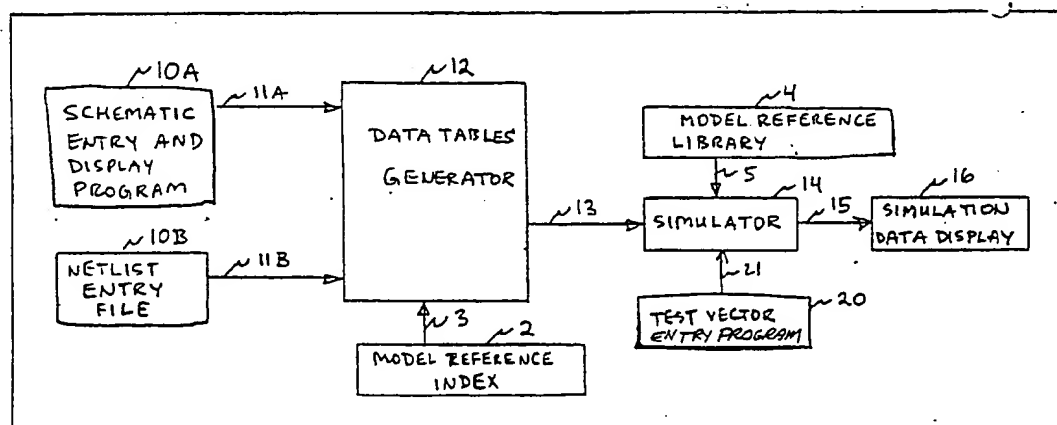 10A
SCHEMATIC
ENTRY AND
DISPLAY
PROGRAM
11A
10B
NETLIST
ENTRY
FILE
11B
12
DATA TABLES
GENERATOR
3
2
MODEL REFERENCE
INDEX
13
4
MODEL REFERENCE
LIBRARY
5
14
SIMULATOR
15
16
SIMULATION
DATA DISPLAY
21
20
TEST VECTOR
ENTRY PROGRAM